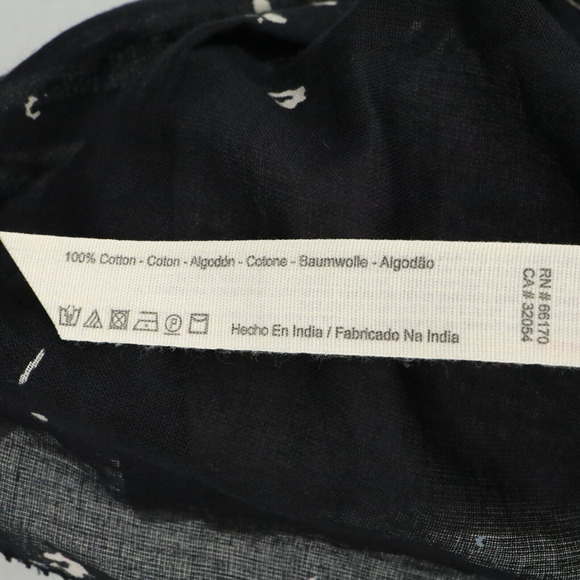 100% Cotton - Coton - Algodón - Cotone - Baumwolle - Algodão
Hecho En India / Fabricado Na India
RN # 66170
CA # 32054